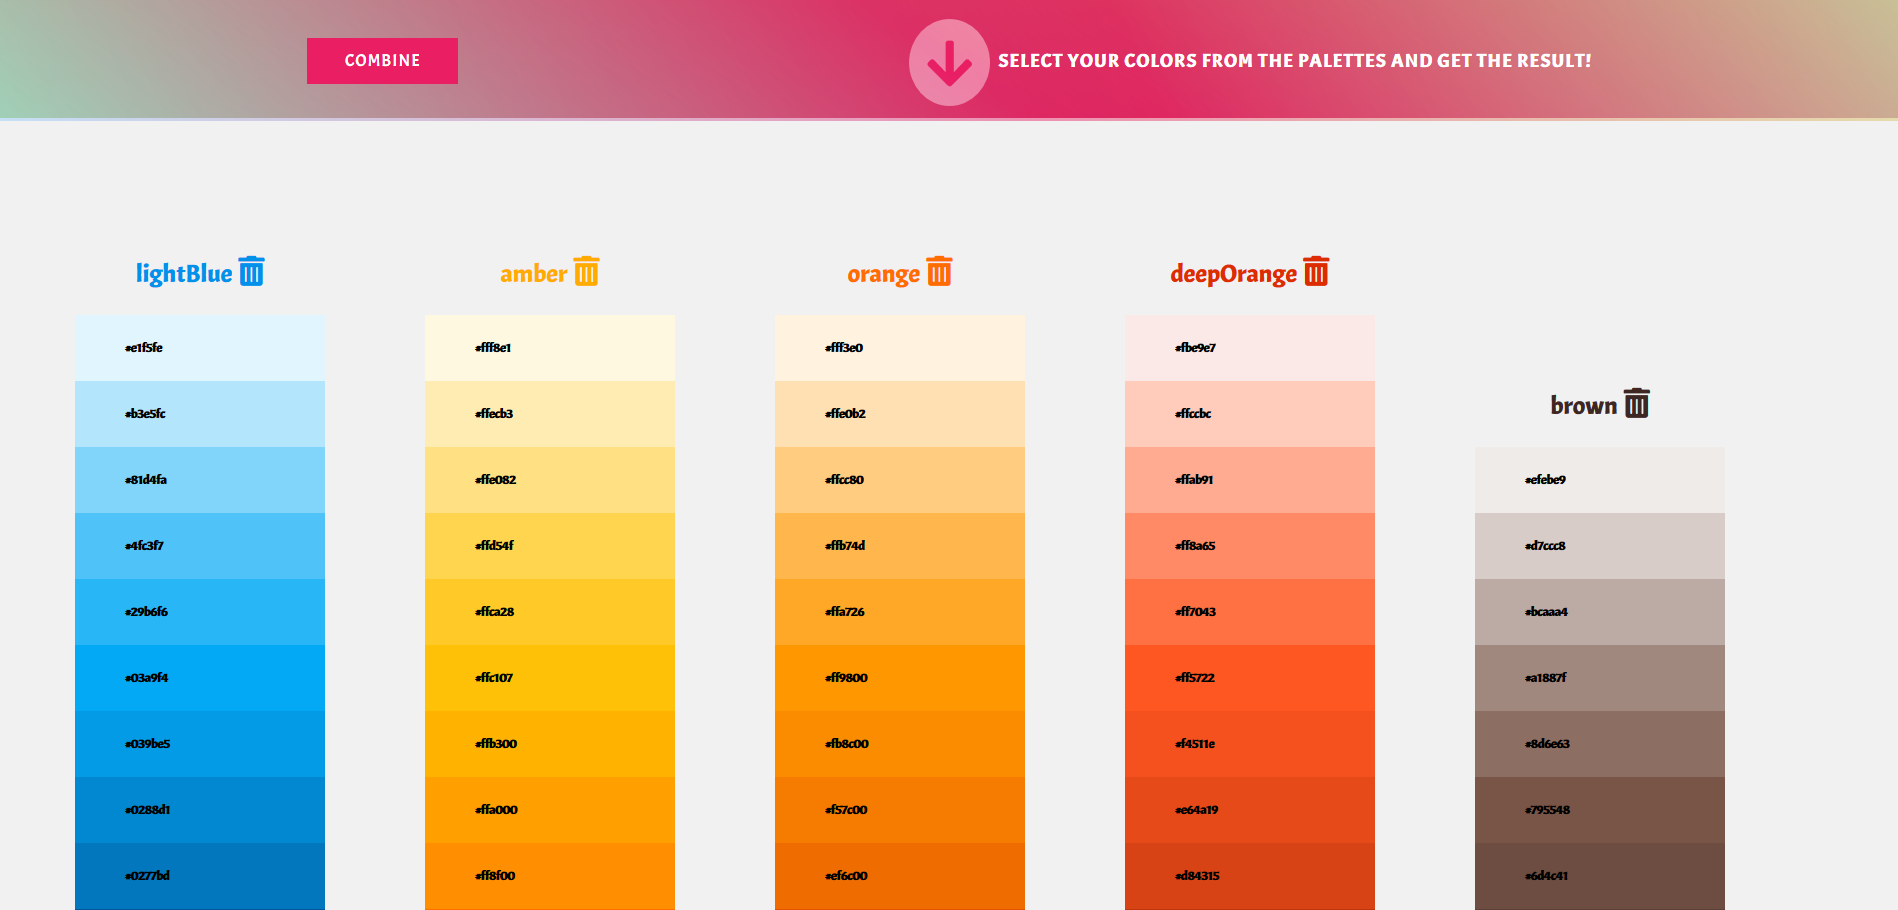 COMBINE
SELECT YOUR COLORS FROM THE PALETTES AND GET THE RESULT!
lightBlue
#e1f5fe
#b3e5fc
#81d4fa
#4fc3f7
#29b6f6
#03a9f4
#039be5
#0288d1
#0277bd
amber
#fff8e1
#ffecb3
#ffe082
#ffd54f
#ffca28
#ffc107
#ffb300
#ffa000
#ff8f00
orange
#fff3e0
#ffe0b2
#ffcc80
#ffb74d
#ffa726
#ff9800
#fb8c00
#f57c00
#ef6c00
deepOrange
#fbe9e7
#ffccbc
#ffab91
#ff8a65
#ff7043
#ff5722
#f4511e
#e64a19
#d84315
brown
#efebe9
#d7ccc8
#bcaaa4
#a1887f
#8d6e63
#795548
#6d4c41